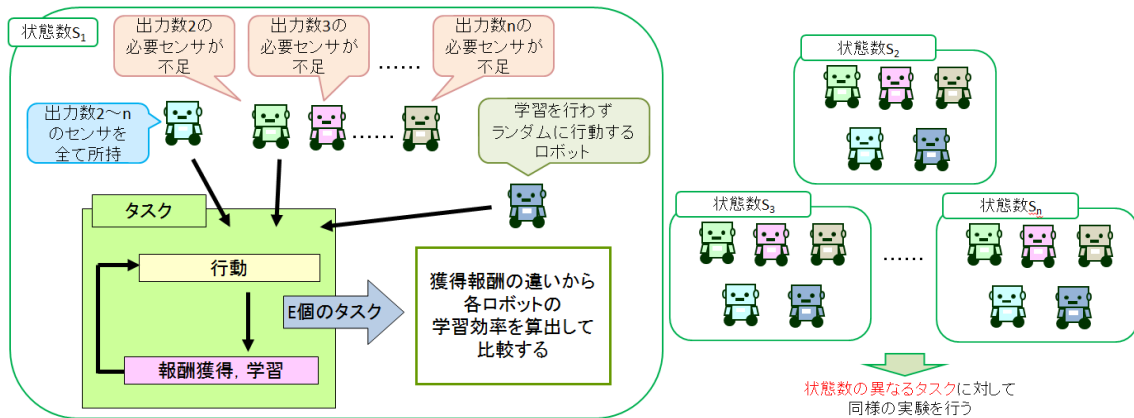 状態数S1
出力数2の
必要センサが
不足
出力数3の
必要センサが
不足
……
出力数nの
必要センサが
不足
出力数2～n
のセンサを
全て所持
……
学習を行わず
ランダムに行動する
ロボット
タスク
行動
報酬獲得，学習
E個のタスク
獲得報酬の違いから
各ロボットの
学習効率を算出して
比較する
状態数S2
状態数S3
……
状態数Sn
状態数の異なるタスクに対して
同様の実験を行う